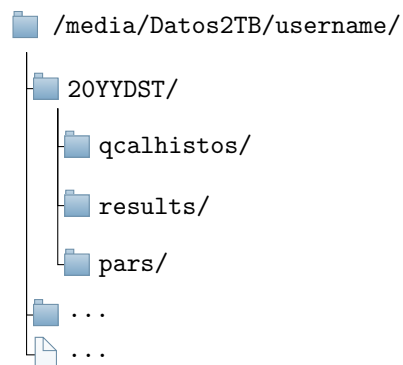 /media/Datos2TB/username/
20YYDST/
qcalhistos/
results/
pars/
...
...